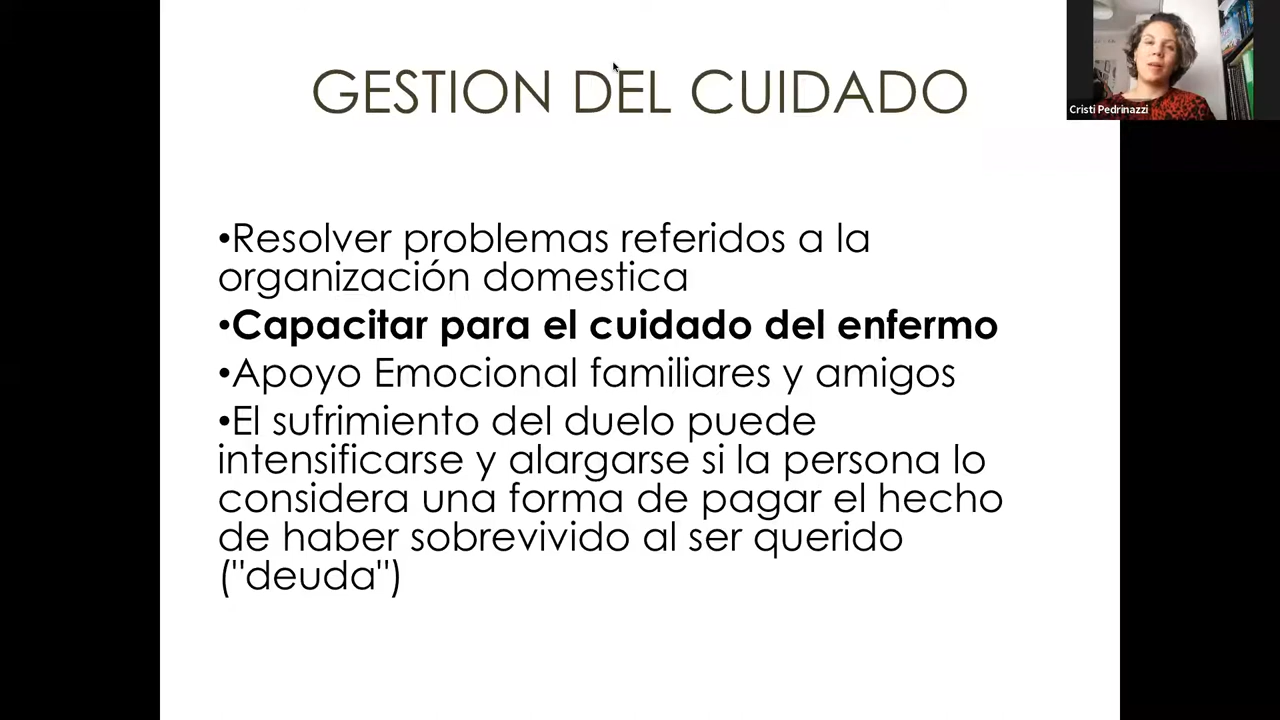 GESTION DEL CUIDADO
Cristi Pedrinazzi
•Resolver problemas referidos a la
organización domestica
•Capacitar para el cuidado del enfermo
•Apoyo Emocional familiares y amigos
•El sufrimiento del duelo puede
intensificarse y alargarse si la persona lo
considera una forma de pagar el hecho
de haber sobrevivido al ser querido
("deuda")